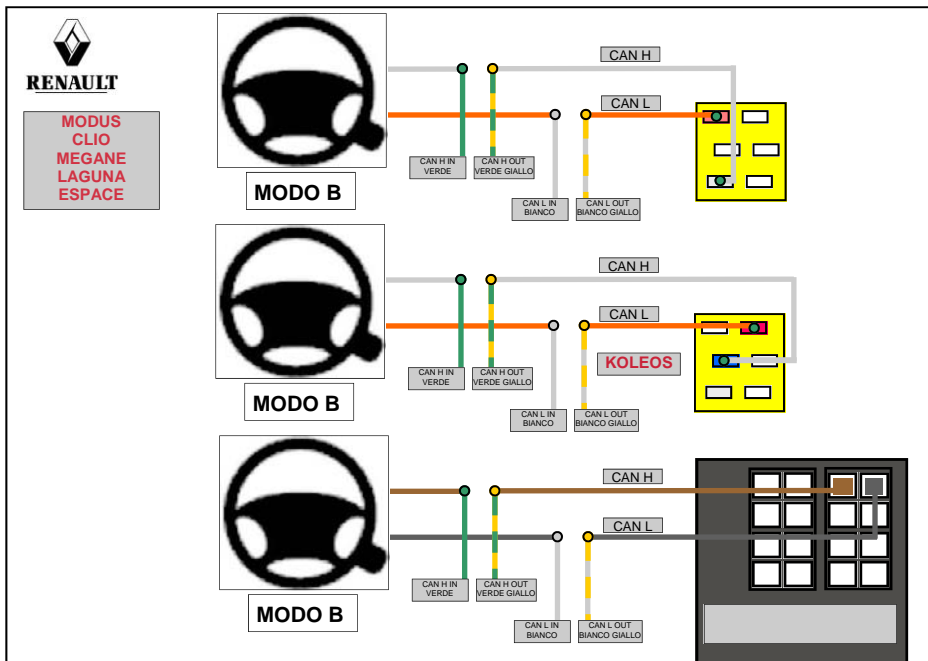 RENAULT
MODUS
CLIO
MEGANE
LAGUNA
ESPACE
CAN H
CAN L
CAN H IN
VERDE
CAN H OUT
VERDE GIALLO
MODO B
CAN L IN
BIANCO
CAN L OUT
BIANCO GIALLO
CAN H
CAN L
KOLEOS
CAN H IN
VERDE
CAN H OUT
VERDE GIALLO
MODO B
CAN L IN
BIANCO
CAN L OUT
BIANCO GIALLO
CAN H
CAN L
CAN H IN
VERDE
CAN H OUT
VERDE GIALLO
MODO B
CAN L IN
BIANCO
CAN L OUT
BIANCO GIALLO